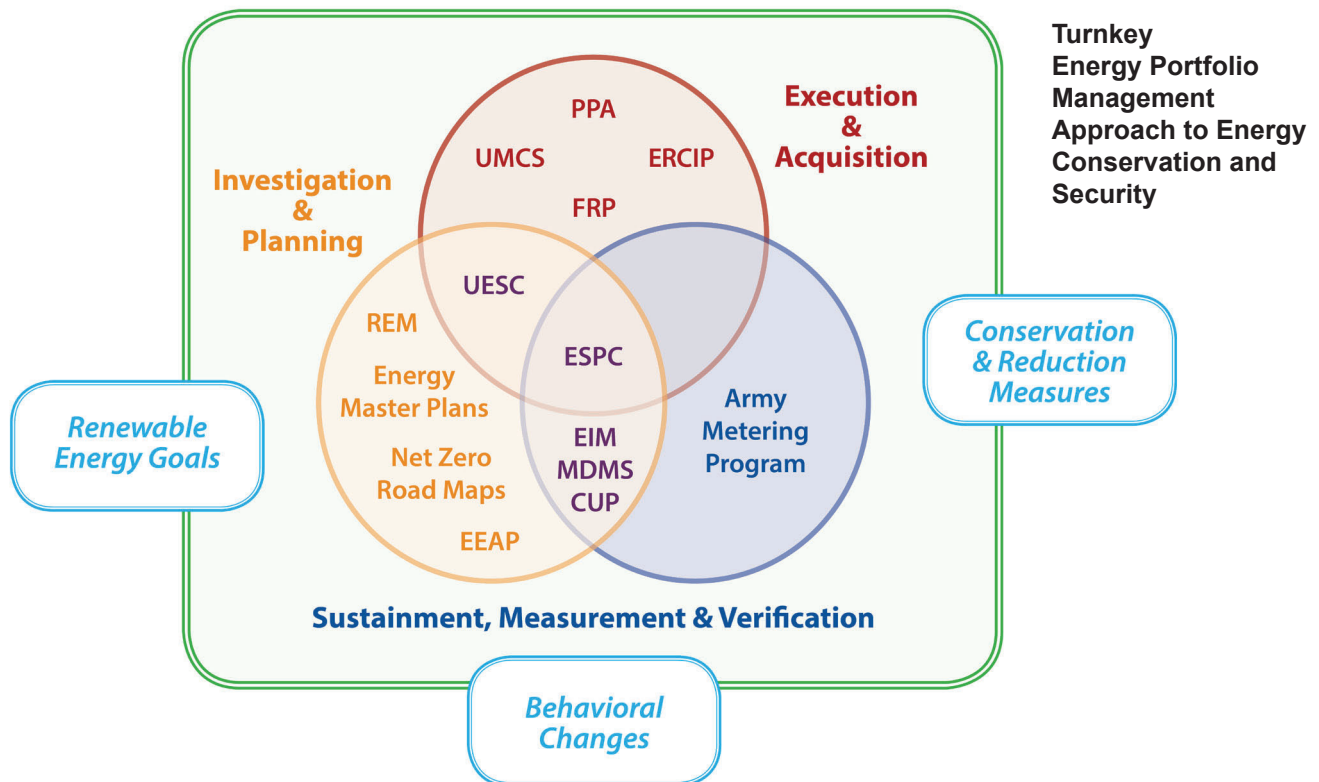 Turnkey
Energy Portfolio
Management
Approach to Energy
Conservation and
Security
Execution
&
Acquisition
PPA
UMCS
ERCIP
FRP
Investigation
&
Planning
UESC
REM
Energy
Master Plans
Net Zero
Road Maps
EEAP
ESPC
EIM
MDMS
CUP
Army
Metering
Program
Sustainment, Measurement & Verification
Renewable
Energy Goals
Conservation
& Reduction
Measures
Behavioral
Changes